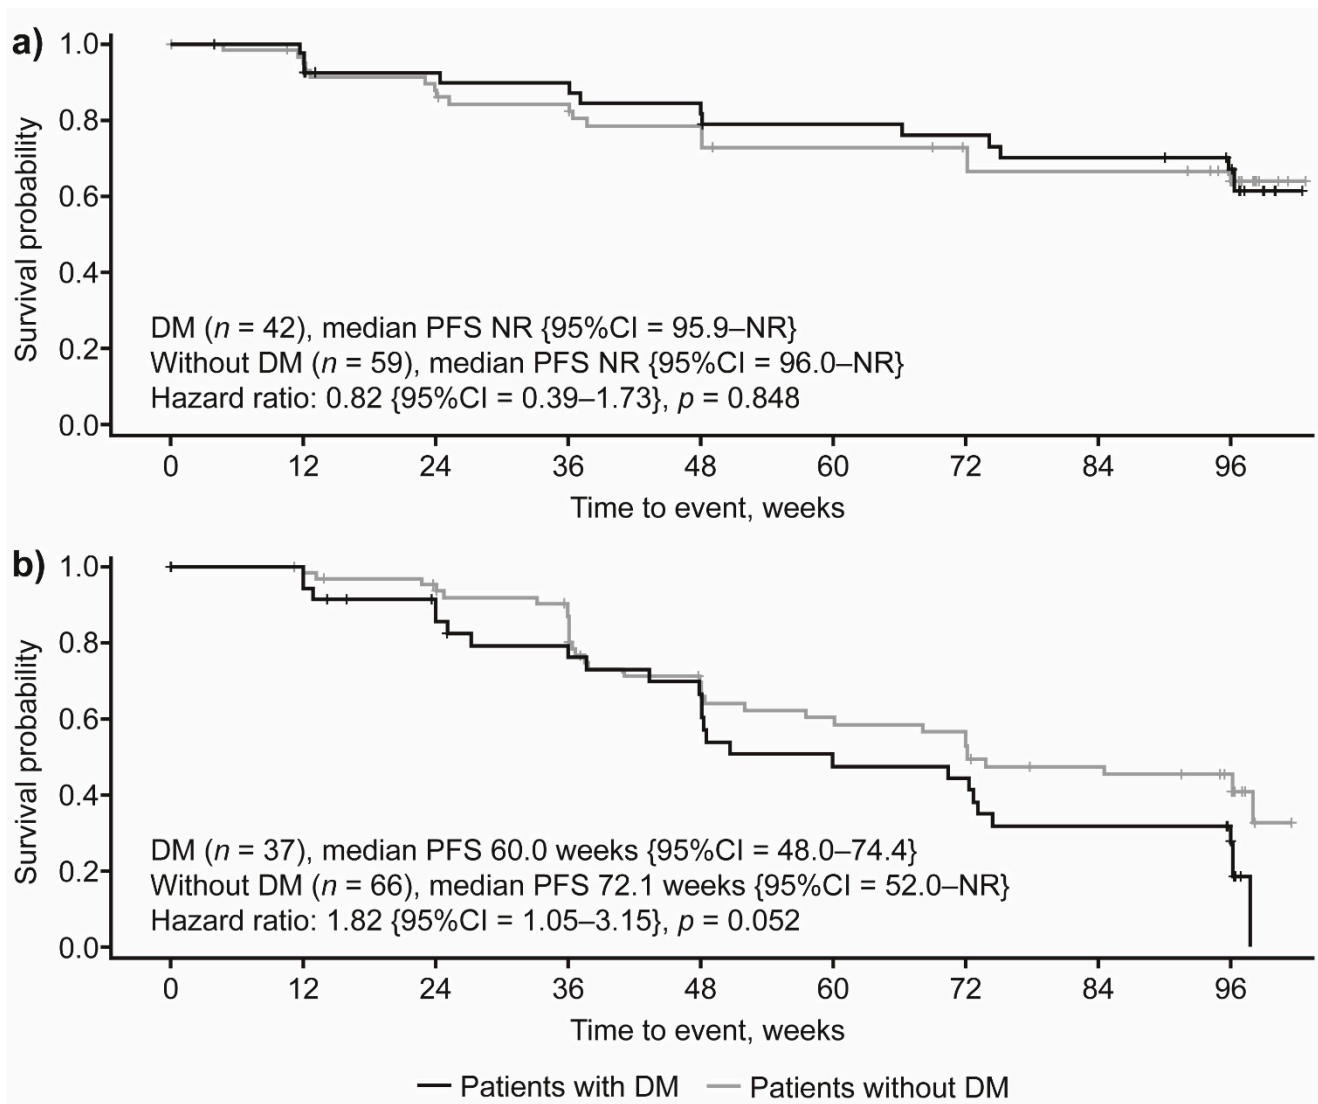 a)
1.0
0.8
0.6
0.4
0.2
0.0
Survival probability
DM (n = 42), median PFS NR {95%CI = 95.9–NR}
Without DM (n = 59), median PFS NR {95%CI = 96.0–NR}
Hazard ratio: 0.82 {95%CI = 0.39–1.73}, p = 0.848
0 12 24 36 48 60 72 84 96
Time to event, weeks
b)
1.0
0.8
0.6
0.4
0.2
0.0
Survival probability
DM (n = 37), median PFS 60.0 weeks {95%CI = 48.0–74.4}
Without DM (n = 66), median PFS 72.1 weeks {95%CI = 52.0–NR}
Hazard ratio: 1.82 {95%CI = 1.05–3.15}, p = 0.052
0 12 24 36 48 60 72 84 96
Time to event, weeks
Patients with DM Patients without DM